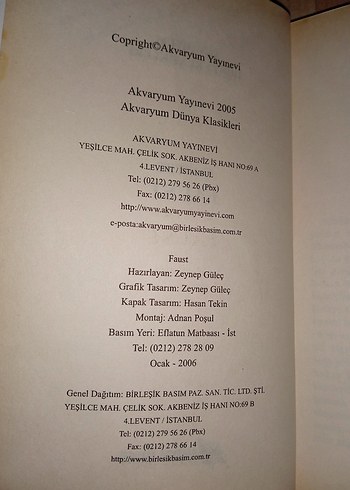 Copright©Akvaryum Yayınevi
Akvaryum Yayınevi 2005
Akvaryum Dünya Klasikleri
AKVARYUM YAYINEVİ
YEŞİLCE MAH. ÇELİK SOK. AKBENİZ İŞ HANI NO:69 A
4.LEVENT / İSTANBUL
Tel: (0212) 279 56 26 (Pbx)
Fax: (0212) 278 66 14
http://www.akvaryumyayinevi.com
e-posta:akvaryum@birlesikbasim.com.tr
Faust
Hazırlayan: Zeynep Güleç
Grafik Tasarım: Zeynep Güleç
Kapak Tasarım: Hasan Tekin
Montaj: Adnan Poşul
Basım Yeri: Eflatun Matbaası - İst
Tel: (0212) 278 28 09
Ocak - 2006
Genel Dağıtım: BİRLEŞİK BASIM PAZ. SAN. TİC. LTD. ŞTİ.
YEŞİLCE MAH. ÇELİK SOK. AKBENİZ İŞ HANI NO:69 B
4.LEVENT / İSTANBUL
Tel: (0212) 279 56 26 (Pbx)
Fax: (0212) 278 66 14
http://www.birlesikbasim.com.tr